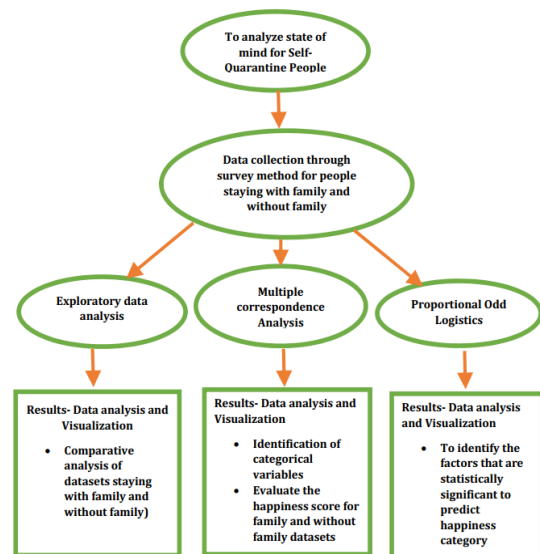 To analyze state of
mind for Self-
Quarantine People
Data collection through
survey method for people
staying with family and
without family
Exploratory data
analysis
Multiple
correspondence
Analysis
Proportional Odd
Logistics
Results- Data analysis and
Visualization
• Comparative
analysis of
datasets staying
with family and
without family)
Results- Data analysis and
Visualization
• Identification of
categorical
variables
• Evaluate the
happiness score for
family and without
family datasets
Results- Data analysis
and Visualization
• To identify the
factors that are
statistically
significant to
predict
happiness
category